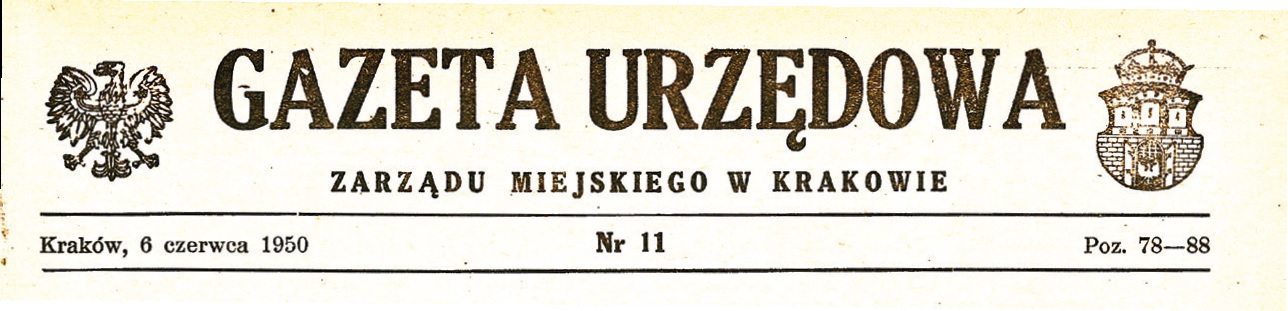 GAZETA URZĘDOWA
ZARZĄDU MIEJSKIEGO W KRAKOWIE
Kraków, 6 czerwca 1950 Nr 11 Poz. 78—88